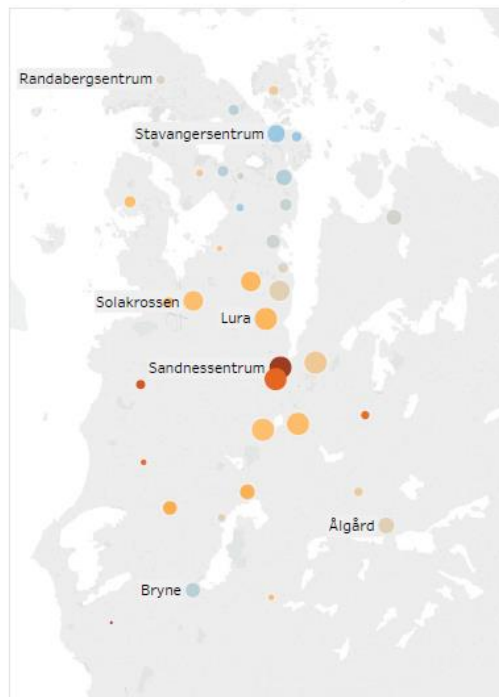 Randabergsentrum
Stavangersentrum
Solakrossen
Lura
Sandnessentrum
Ålgård
Bryne